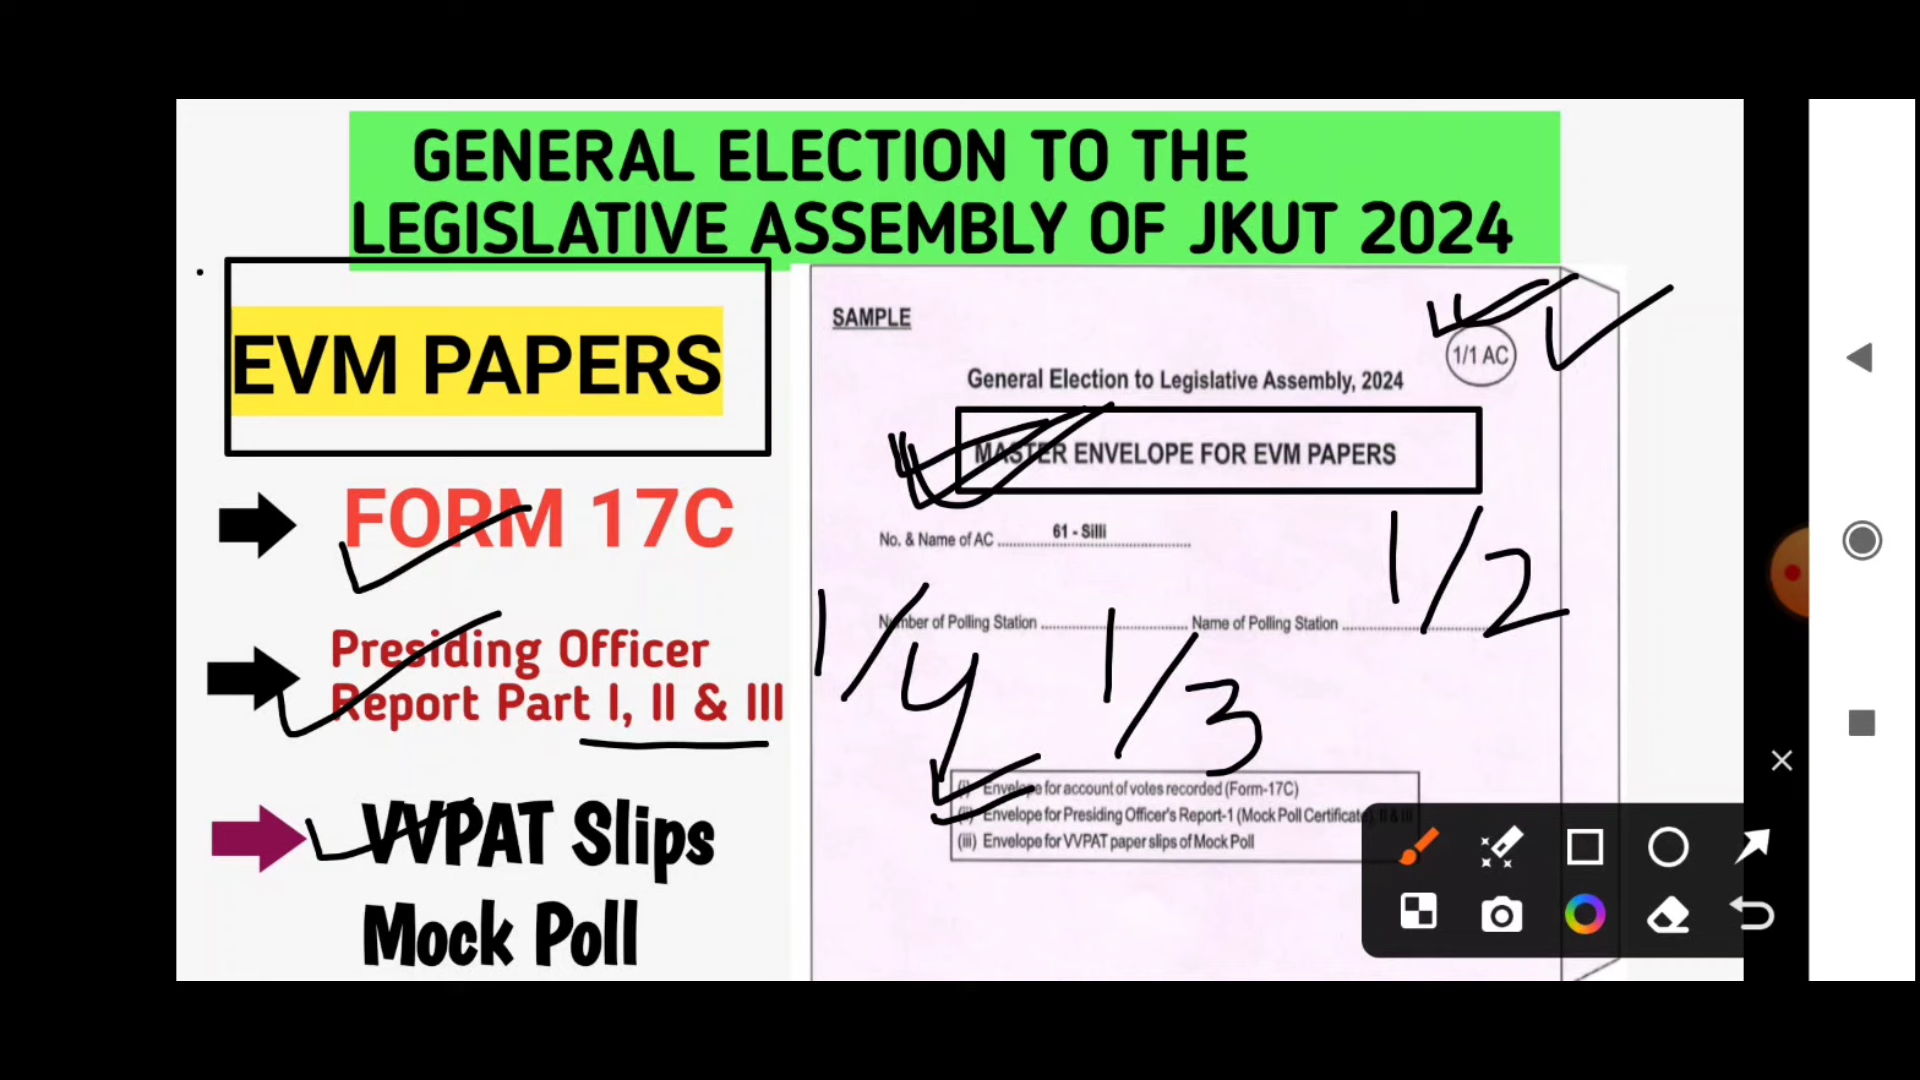 GENERAL ELECTION TO THE
LEGISLATIVE ASSEMBLY OF JKUT 2024
EVM PAPERS
FORM 17C
Presiding Officer
Report Part I, II & III
VVPAT Slips
Mock Poll
SAMPLE
1/1 AC
General Election to Legislative Assembly, 2024
MASTER ENVELOPE FOR EVM PAPERS
No. & Name of AC 61 - Silli
1/2
Number of Polling Station Name of Polling Station
1/4 1/3
(i) Envelope for account of votes recorded (Form-17C)
(ii) Envelope for Presiding Officer's Report-1 (Mock Poll Certificate), II & III
(iii) Envelope for VVPAT paper slips of Mock Poll